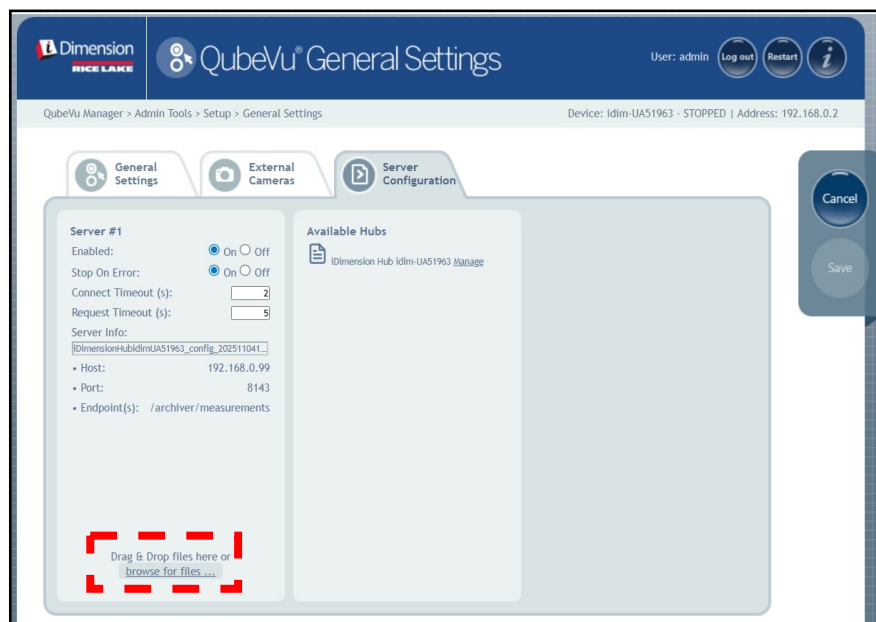 iDimension
RICE LAKE
QubeVu® General Settings
User: admin
Log out
Restart
i
QubeVu Manager > Admin Tools > Setup > General Settings
Device: idim-UA51963 - STOPPED | Address: 192.168.0.2
General
Settings
External
Cameras
Server
Configuration
Cancel
Save
Server #1
Enabled: On Off
Stop On Error: On Off
Connect Timeout (s): 2
Request Timeout (s): 5
Server Info:
iDimensionHubidimUA51963_config_202511041...
• Host: 192.168.0.99
• Port: 8143
• Endpoint(s): /archiver/measurements
Drag & Drop files here or
browse for files ...
Available Hubs
iDimension Hub idim-UA51963 Manage